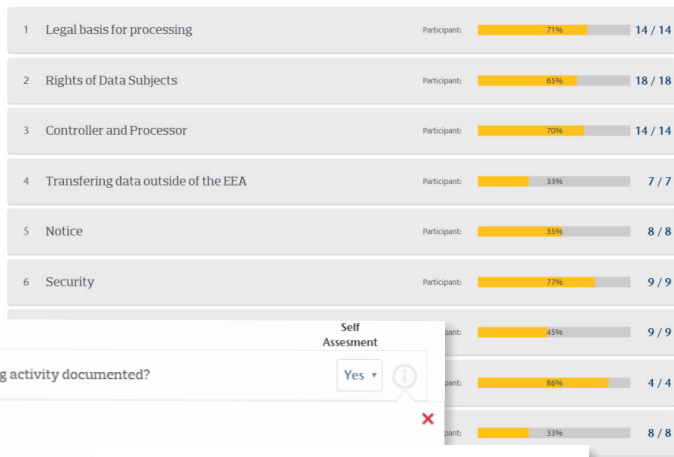 1 Legal basis for processing Participant: 71% 14 / 14
2 Rights of Data Subjects Participant: 65% 18 / 18
3 Controller and Processor Participant: 70% 14 / 14
4 Transfering data outside of the EEA Participant: 33% 7 / 7
5 Notice Participant: 55% 8 / 8
6 Security Participant: 77% 9 / 9
Self
Assesment
pant: 45% 9 / 9
g activity documented? Yes
pant: 86% 4 / 4
pant: 33% 8 / 8